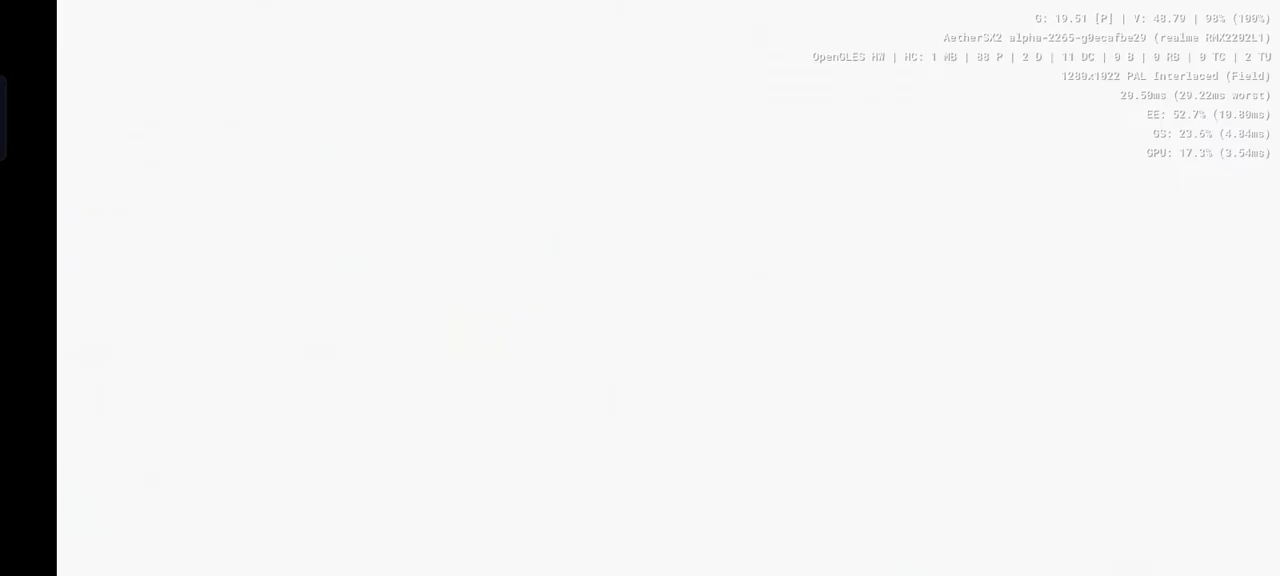 G: 19.51 [P] | V: 48.79 | 98% (100%)
AetherSX2 alpha-2265-g0ecafbe29 (realme RMX2202L1)
OpenGLES HW | HC: 1 MB | 88 P | 2 D | 11 DC | 0 B | 0 RB | 0 TC | 2 TU
1280x1022 PAL Interlaced (Field)
20.50ms (29.22ms worst)
EE: 52.7% (10.80ms)
GS: 23.6% (4.84ms)
GPU: 17.3% (3.54ms)